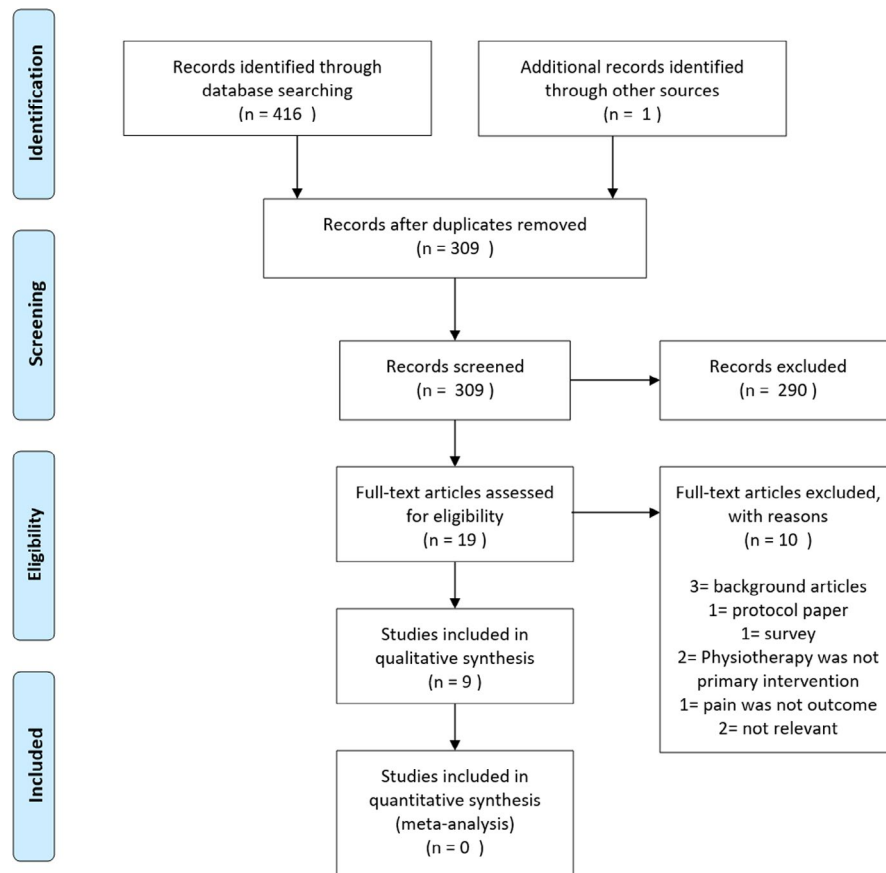 Identification
Records identified through
database searching
(n = 416  )
Additional records identified
through other sources
(n =  1 )
Records after duplicates removed
(n = 309  )
Screening
Records screened
(n =  309 )
Records excluded
(n =  290 )
Eligibility
Full-text articles assessed
for eligibility
(n = 19  )
Full-text articles excluded,
with reasons
(n = 10  )
3= background articles
1= protocol paper
1= survey
2= Physiotherapy was not
primary intervention
1= pain was not outcome
2= not relevant
Studies included in
qualitative synthesis
(n = 9  )
Included
Studies included in
quantitative synthesis
(meta-analysis)
(n = 0  )